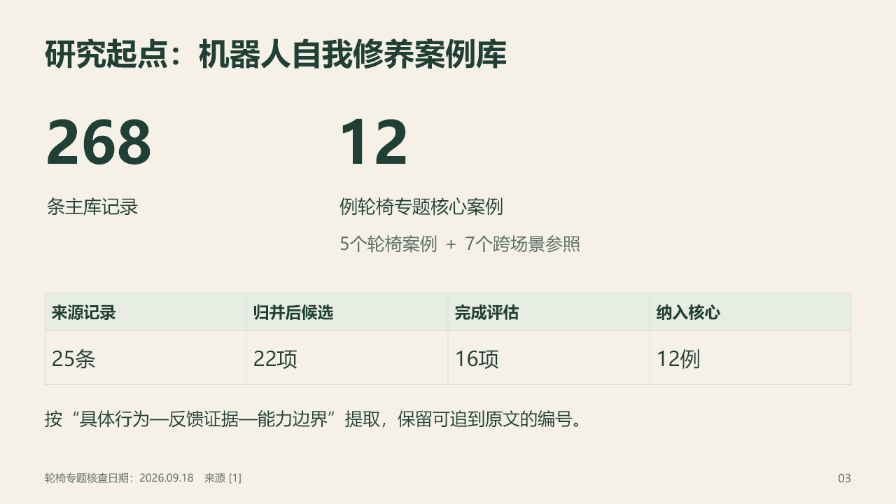 研究起点：机器人自我修养案例库
268
12
条主库记录
例轮椅专题核心案例
5个轮椅案例 + 7个跨场景参照
来源记录 归并后候选 完成评估 纳入核心
25条 22项 16项 12例
按“具体行为—反馈证据—能力边界”提取，保留可追到原文的编号。
轮椅专题核查日期：2026.09.18 来源 [1]
03